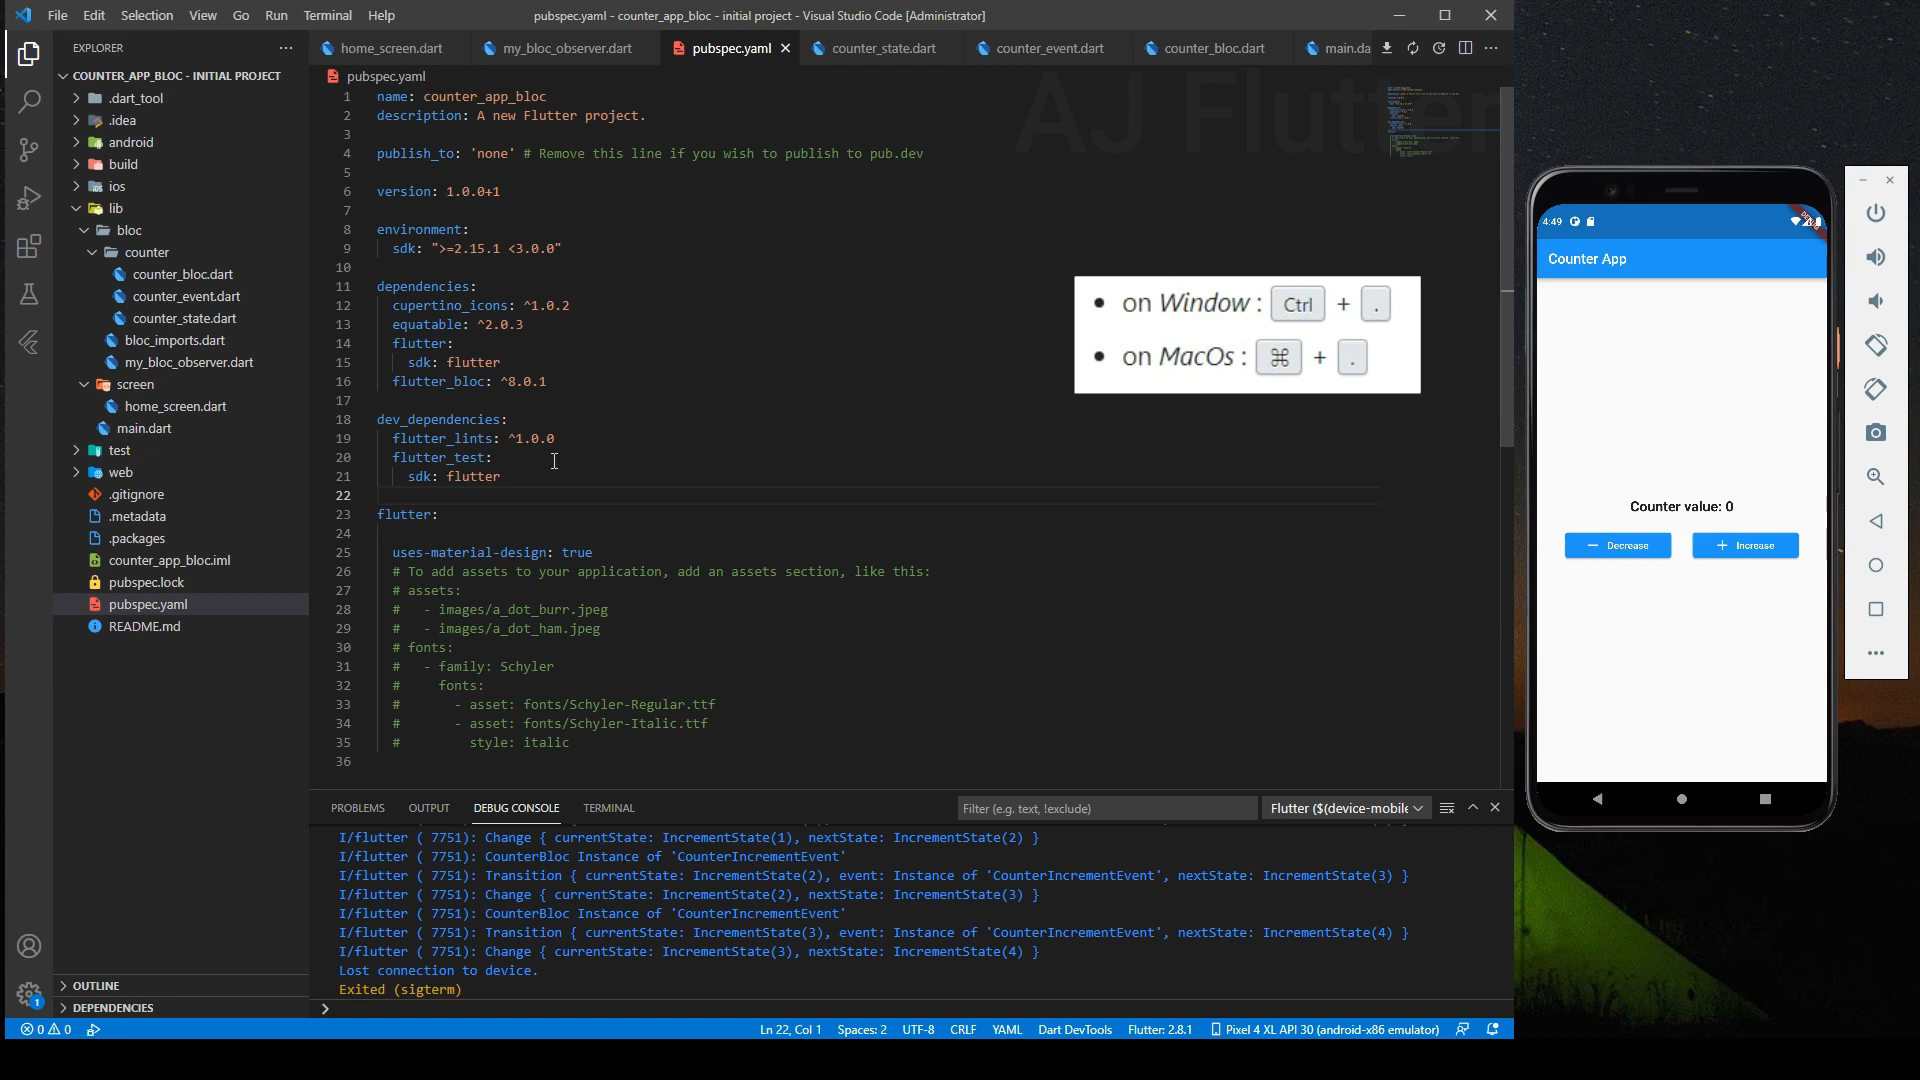 File Edit Selection View Go Run Terminal Help
pubspec.yaml - counter_app_bloc - initial project - Visual Studio Code [Administrator]
EXPLORER
home_screen.dart
my_bloc_observer.dart
pubspec.yaml
counter_state.dart
counter_event.dart
counter_bloc.dart
main.da
COUNTER_APP_BLOC - INITIAL PROJECT
.dart_tool
.idea
android
build
ios
lib
bloc
counter
counter_bloc.dart
counter_event.dart
counter_state.dart
bloc_imports.dart
my_bloc_observer.dart
screen
home_screen.dart
main.dart
test
web
.gitignore
.metadata
.packages
counter_app_bloc.iml
pubspec.lock
pubspec.yaml
README.md
OUTLINE
DEPENDENCIES
pubspec.yaml
AJ Flutter
1 name: counter_app_bloc
2 description: A new Flutter project.
3
4 publish_to: 'none' # Remove this line if you wish to publish to pub.dev
5
6 version: 1.0.0+1
7
8 environment:
9 sdk: ">=2.15.1 <3.0.0"
10
11 dependencies:
12 cupertino_icons: ^1.0.2
13 equatable: ^2.0.3
14 flutter:
15 sdk: flutter
16 flutter_bloc: ^8.0.1
17
18 dev_dependencies:
19 flutter_lints: ^1.0.0
20 flutter_test:
21 sdk: flutter
22
23 flutter:
24
25 uses-material-design: true
26 # To add assets to your application, add an assets section, like this:
27 # assets:
28 # - images/a_dot_burr.jpeg
29 # - images/a_dot_ham.jpeg
30 # fonts:
31 # - family: Schyler
32 # fonts:
33 # - asset: fonts/Schyler-Regular.ttf
34 # - asset: fonts/Schyler-Italic.ttf
35 # style: italic
36
• on Window : Ctrl + .
• on MacOs : ⌘ + .
PROBLEMS OUTPUT DEBUG CONSOLE TERMINAL
Filter (e.g. text, !exclude)
Flutter ($(device-mobile
I/flutter ( 7751): Change { currentState: IncrementState(1), nextState: IncrementState(2) }
I/flutter ( 7751): CounterBloc Instance of 'CounterIncrementEvent'
I/flutter ( 7751): Transition { currentState: IncrementState(2), event: Instance of 'CounterIncrementEvent', nextState: IncrementState(3) }
I/flutter ( 7751): Change { currentState: IncrementState(2), nextState: IncrementState(3) }
I/flutter ( 7751): CounterBloc Instance of 'CounterIncrementEvent'
I/flutter ( 7751): Transition { currentState: IncrementState(3), event: Instance of 'CounterIncrementEvent', nextState: IncrementState(4) }
I/flutter ( 7751): Change { currentState: IncrementState(3), nextState: IncrementState(4) }
Lost connection to device.
Exited (sigterm)
1
0 0
Ln 22, Col 1 Spaces: 2 UTF-8 CRLF YAML Dart DevTools Flutter: 2.8.1 Pixel 4 XL API 30 (android-x86 emulator)
4:49
Counter App
Counter value: 0
Decrease
Increase